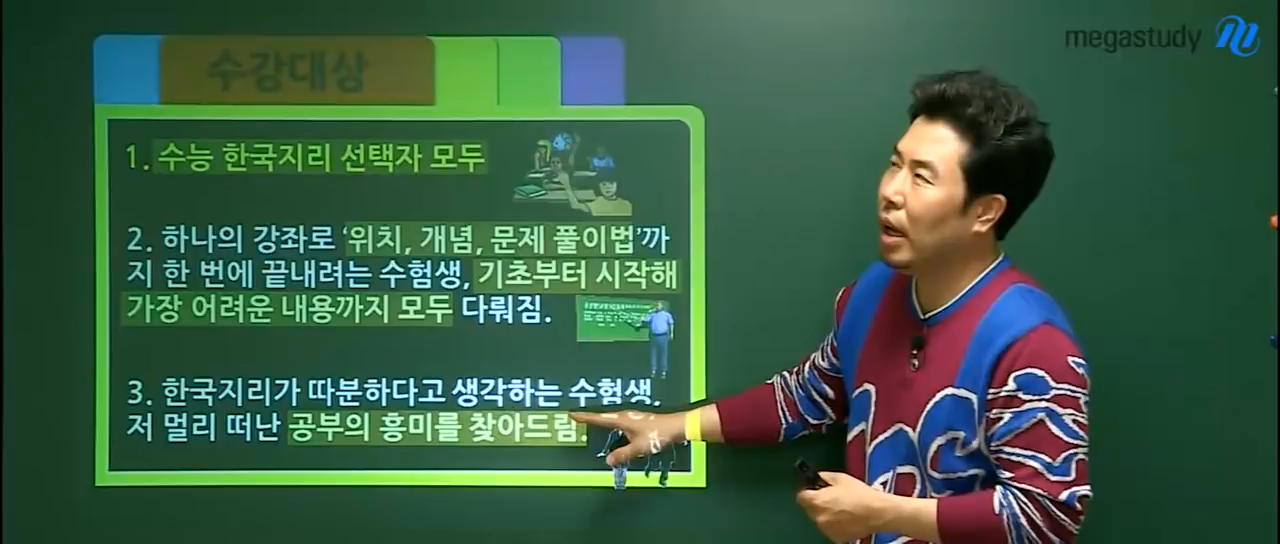 megastudy
수강대상
1. 수능 한국지리 선택자 모두
2. 하나의 강좌로 ‘위치, 개념, 문제 풀이법’까
지 한 번에 끝내려는 수험생, 기초부터 시작해
가장 어려운 내용까지 모두 다뤄짐.
3. 한국지리가 따분하다고 생각하는 수험생,
저 멀리 떠난 공부의 흥미를 찾아드림.